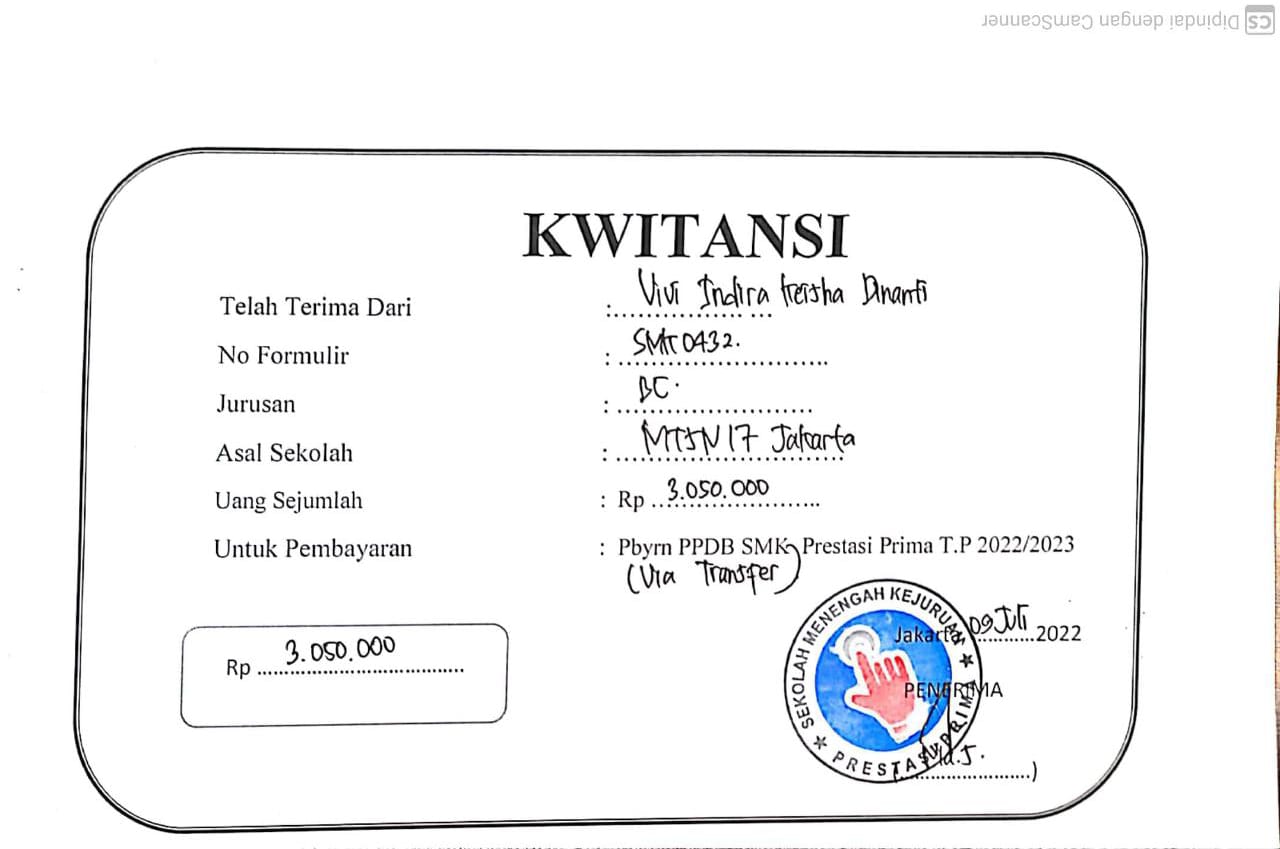 CS Dipindai dengan CamScanner
KWITANSI
Telah Terima Dari : Vivi Indira Dinanti
No Formulir : SMK 0432.
Jurusan : BC.
Asal Sekolah : MTSN 17 Jakarta
Uang Sejumlah : Rp 3.050.000
Untuk Pembayaran : Pbyrn PPDB SMK Prestasi Prima T.P 2022/2023
(Via Transfer)
SEKOLAH MENENGAH KEJURUAN
PRESTASI PRIMA
Jakarta 09 Juli 2022
Rp 3.050.000
PENERIMA